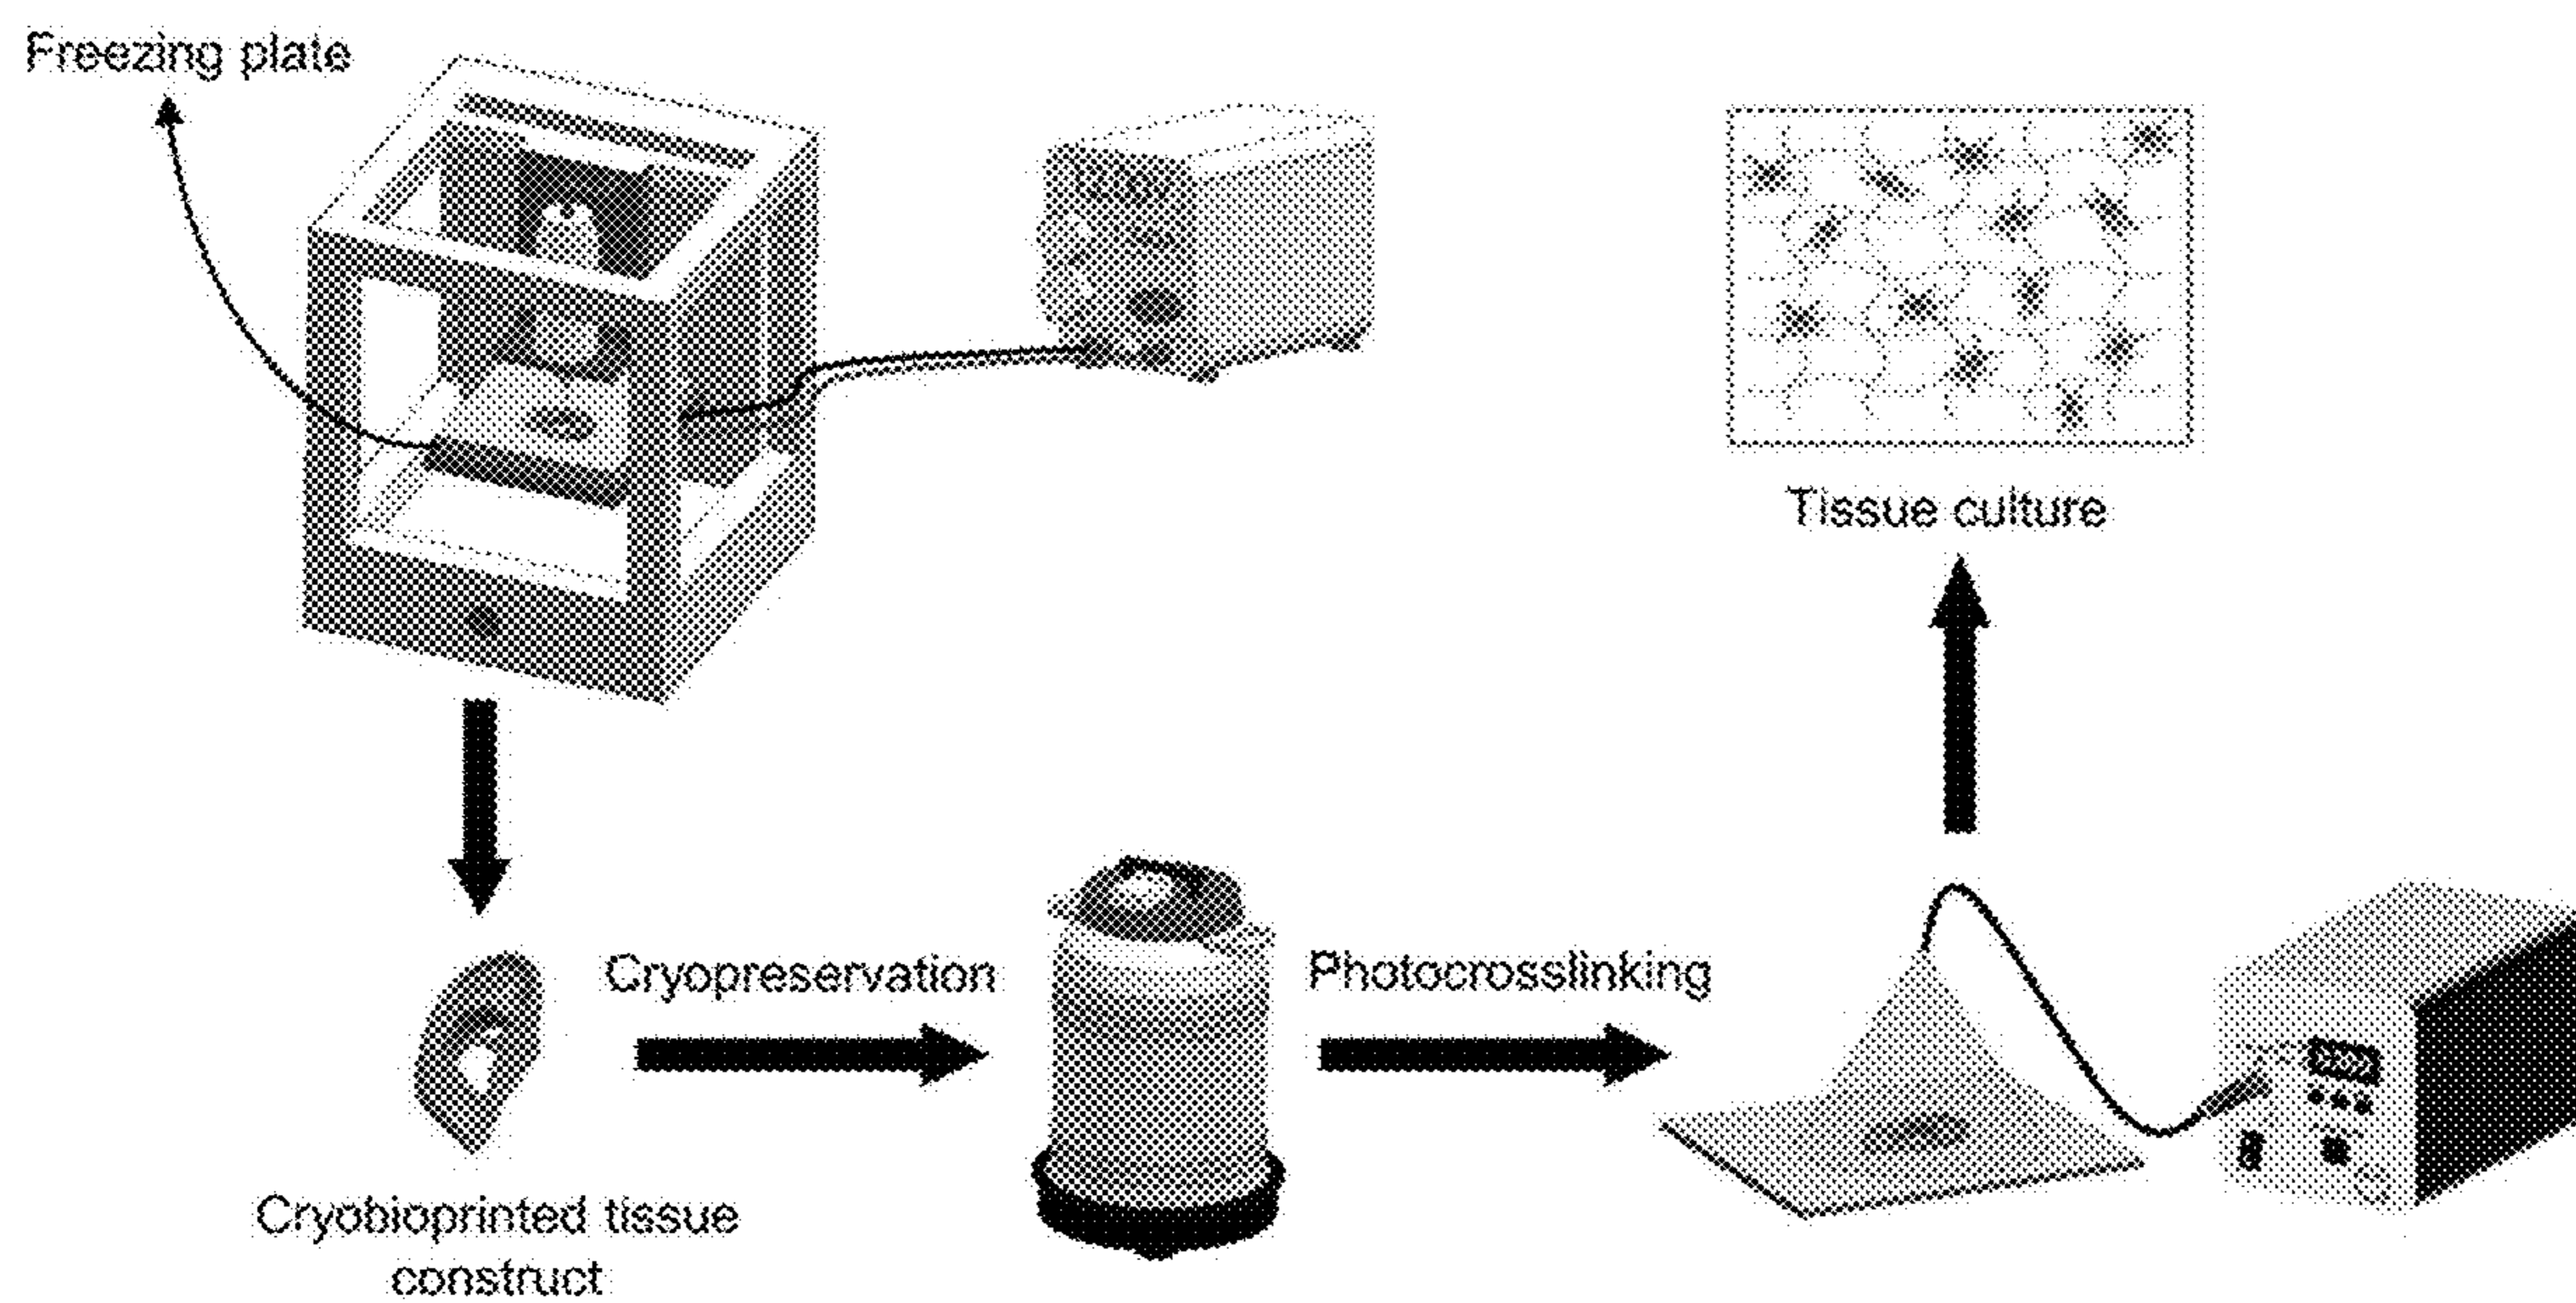 Freezing plate
Tissue culture
Cryopreservation
Photocrosslinking
Cryobioprinted tissue
construct